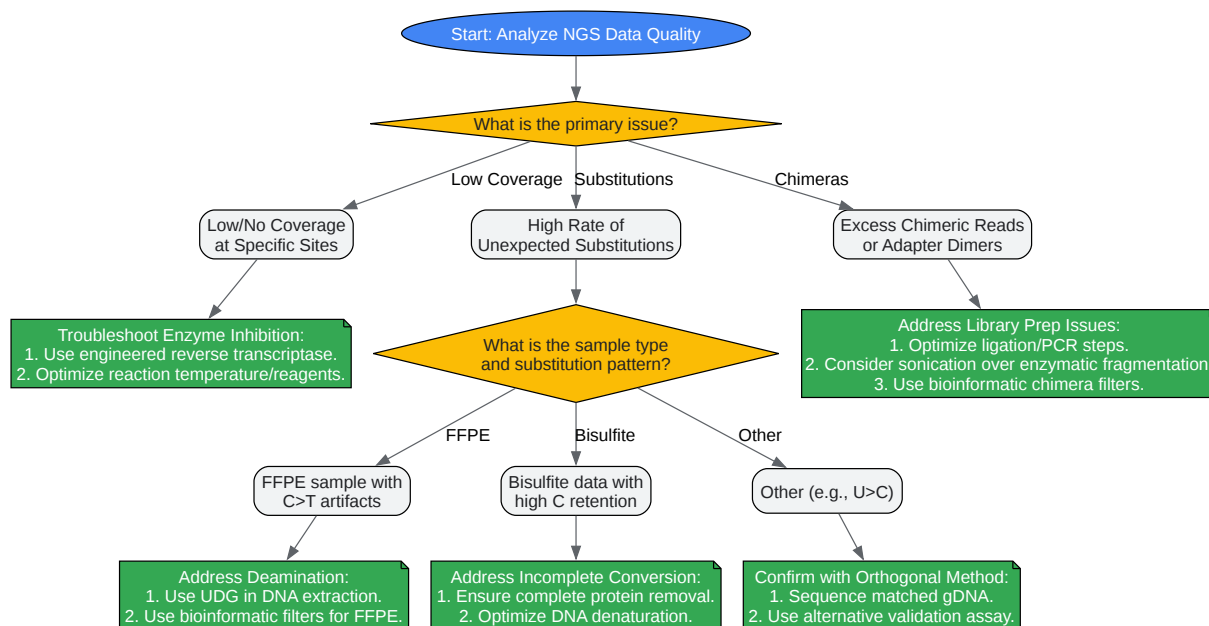 Start: Analyze NGS Data Quality
What is the primary issue?
Low Coverage
Substitutions
Chimeras
Low/No Coverage
at Specific Sites
High Rate of
Unexpected Substitutions
Excess Chimeric Reads
or Adapter Dimers
Troubleshoot Enzyme Inhibition:
1. Use engineered reverse transcriptase.
2. Optimize reaction temperature/reagents.
What is the sample type
and substitution pattern?
Address Library Prep Issues:
1. Optimize ligation/PCR steps.
2. Consider sonication over enzymatic fragmentation
3. Use bioinformatic chimera filters.
FFPE
Bisulfite
Other
FFPE sample with
C>T artifacts
Bisulfite data with
high C retention
Other (e.g., U>C)
Address Deamination:
1. Use UDG in DNA extraction.
2. Use bioinformatic filters for FFPE.
Address Incomplete Conversion:
1. Ensure complete protein removal.
2. Optimize DNA denaturation.
Confirm with Orthogonal Method:
1. Sequence matched gDNA.
2. Use alternative validation assay.